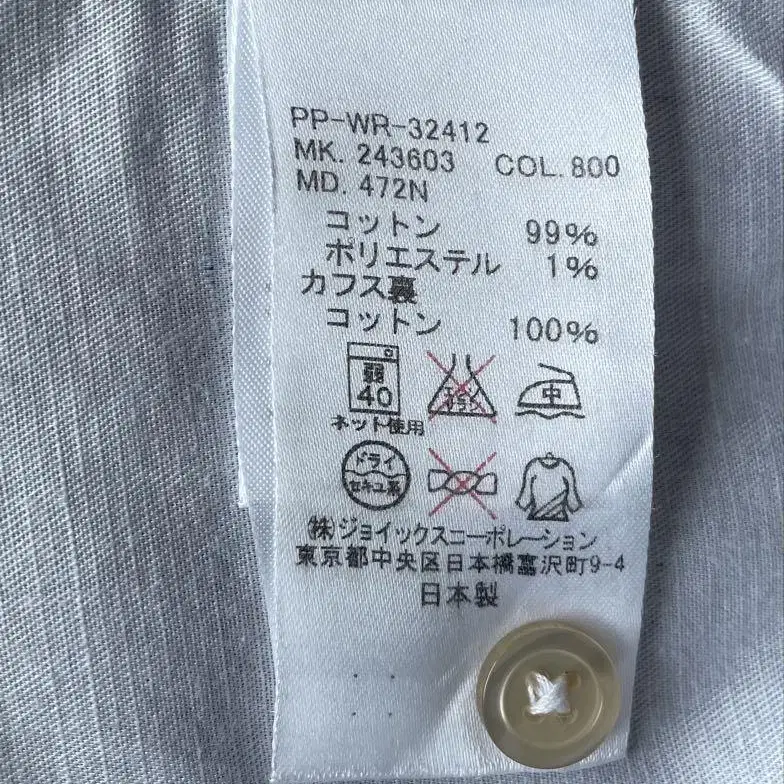 PP-WR-32412
MK. 243603 COL. 800
MD. 472N
コットン 99%
ポリエステル 1%
カフス裏
コットン 100%
弱
40
中
ネット使用
ドライ
セキユ系
㈱ジョイックスコーポレーション
東京都中央区日本橋富沢町9-4
日本製